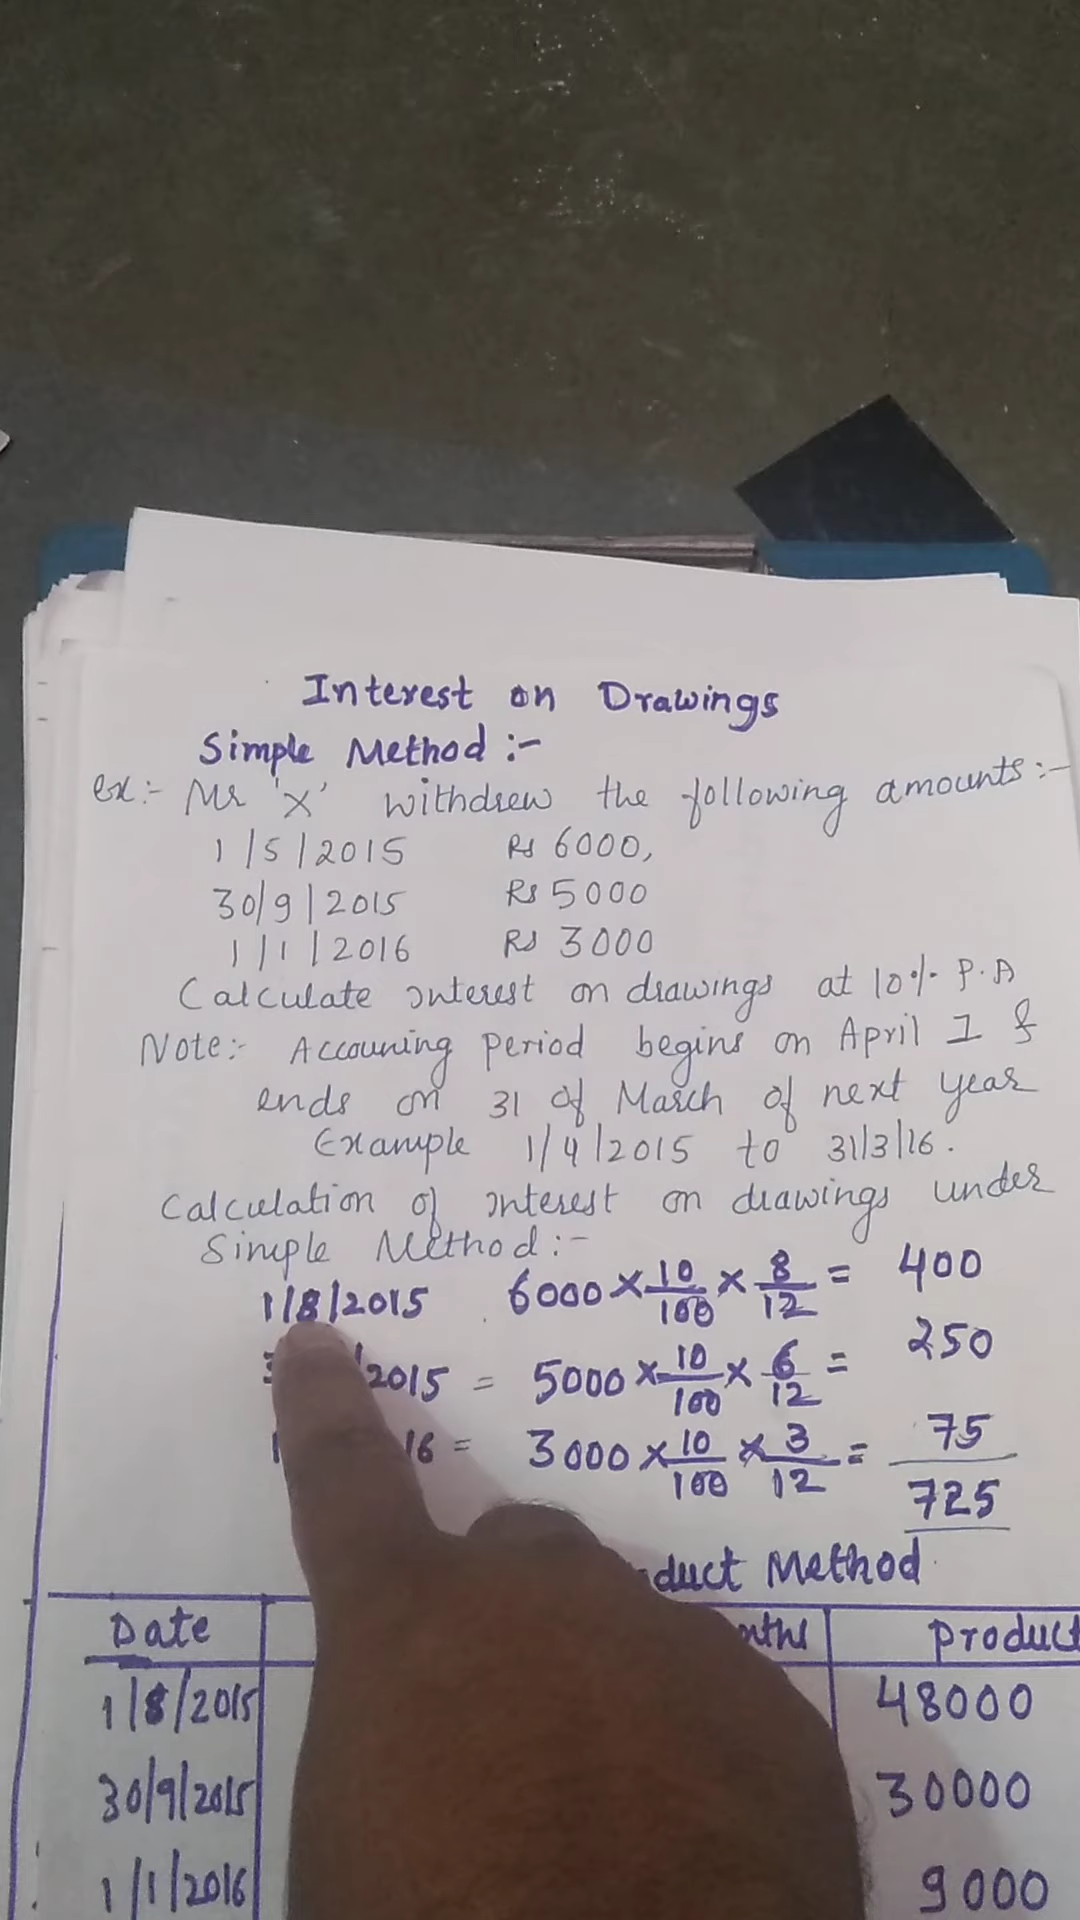 Interest on Drawings
Simple Method :-
ex:- Mr 'X' withdrew the following amounts:-
1/5/2015 Rs 6000,
30/9/2015 Rs 5000
1/1/2016 Rs 3000
Calculate interest on drawings at 10% P.A
Note:- Accouning period begins on April 1 &
ends on 31 of March of next year
Example 1/4/2015 to 31/3/16.
Calculation of interest on drawings under
Simple Method:-
1/8/2015 6000 × 10/100 × 8/12 = 400
2015 = 5000 × 10/100 × 6/12 = 250
16 = 3000 × 10/100 × 3/12 = 75
725
Method
Date Product
1/8/2015 48000
30/9/2015 30000
1/1/2016 9000